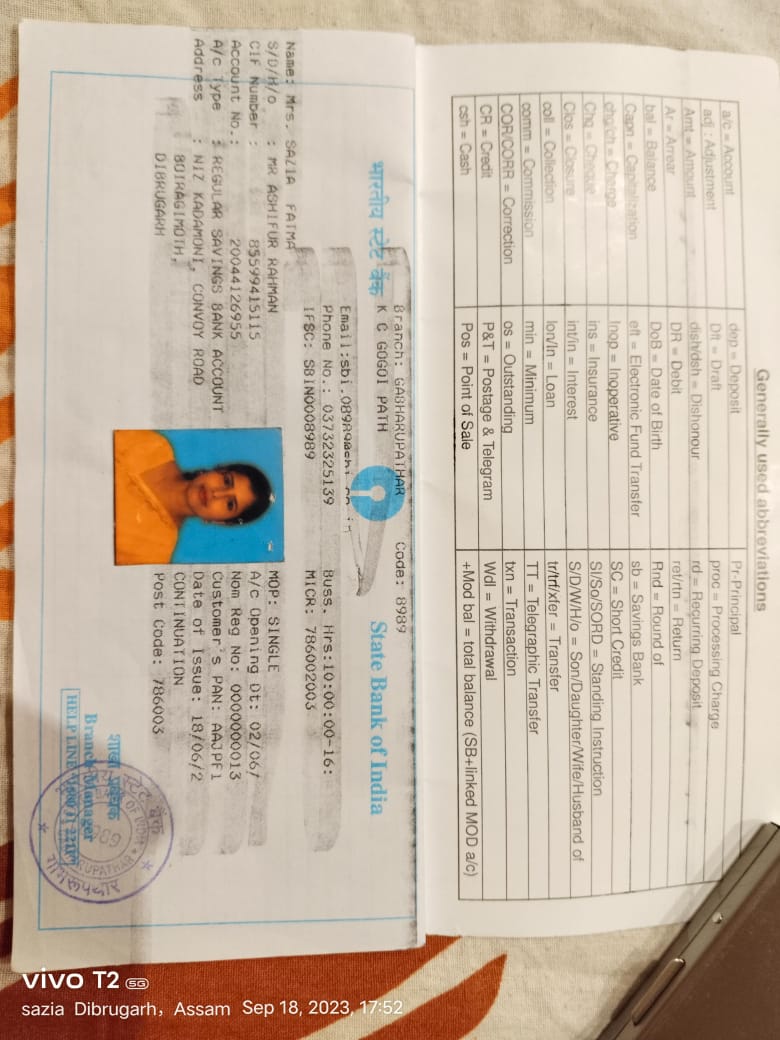 Generally used abbreviations
a/c = Account
adj : Adjustment
Amt = Amount
Ar = Arrear
bal = Balance
Capn = Capitalization
chg/ch = Charge
Chq = Cheque
Clos = Closure
coll = Collection
comm = Commission
COR/CORR = Correction
CR = Credit
csh = Cash
dep = Deposit
Dft = Draft
dish/dsh = Dishonour
DR = Debit
DoB = Date of Birth
eft = Electronic Fund Transfer
Inop = Inoperative
ins = Insurance
int/in = Interest
lon/ln = Loan
min = Minimum
os = Outstanding
P&T = Postage & Telegram
Pos = Point of Sale
Pr-Principal
proc = Processing Charge
rd = Recurring Deposit
ret/rtn = Return
Rnd = Round of
sb = Savings Bank
SC = Short Credit
SI/So/SORD = Standing Instruction
S/D/W/H/o = Son/Daughter/Wife/Husband of
tr/trf/xfer = Transfer
TT = Telegraphic Transfer
txn = Transaction
Wdl = Withdrawal
+Mod bal = total balance (SB+linked MOD a/c)
Branch: GABHARUPATHAR Code: 8989
भारतीय स्टेट बैंक K C GOGOI PATH State Bank of India
Email:sbi.08989@sbi.co.in
Phone No.: 03732325139 Buss. Hrs:10:00:00-16:
IFSC: SBIN0008989 MICR: 786002003
Name: Mrs. SAZIA FATMA
S/D/H/o : MR ASHIFUR RAHMAN
CIF Number : 85599415115
Account No.: 20044126955
A/c Type : REGULAR SAVINGS BANK ACCOUNT
Address : NIZ KADAMONI, CONVOY ROAD
BOIRAGIMOTH,
DIBRUGARH
MOP: SINGLE
A/c Opening Dt: 02/06/
Nom Reg No: 0000000013
Customer's PAN: AAJPF1
Date of Issue: 18/06/2
CONTINUATION
Post Code: 786003
शाखा प्रबंधक
Branch Manager
HELP LINE
vivo T2 5G
sazia Dibrugarh, Assam Sep 18, 2023, 17:52